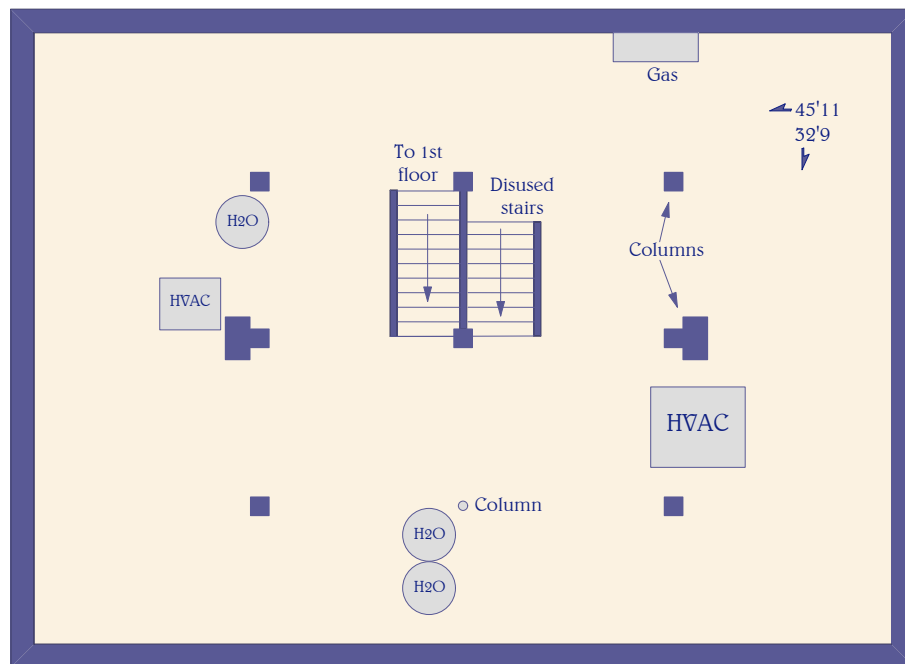 Gas
45'11
32'9
To 1st
floor
Disused
stairs
H2O
Columns
HVAC
HVAC
Column
H2O
H2O